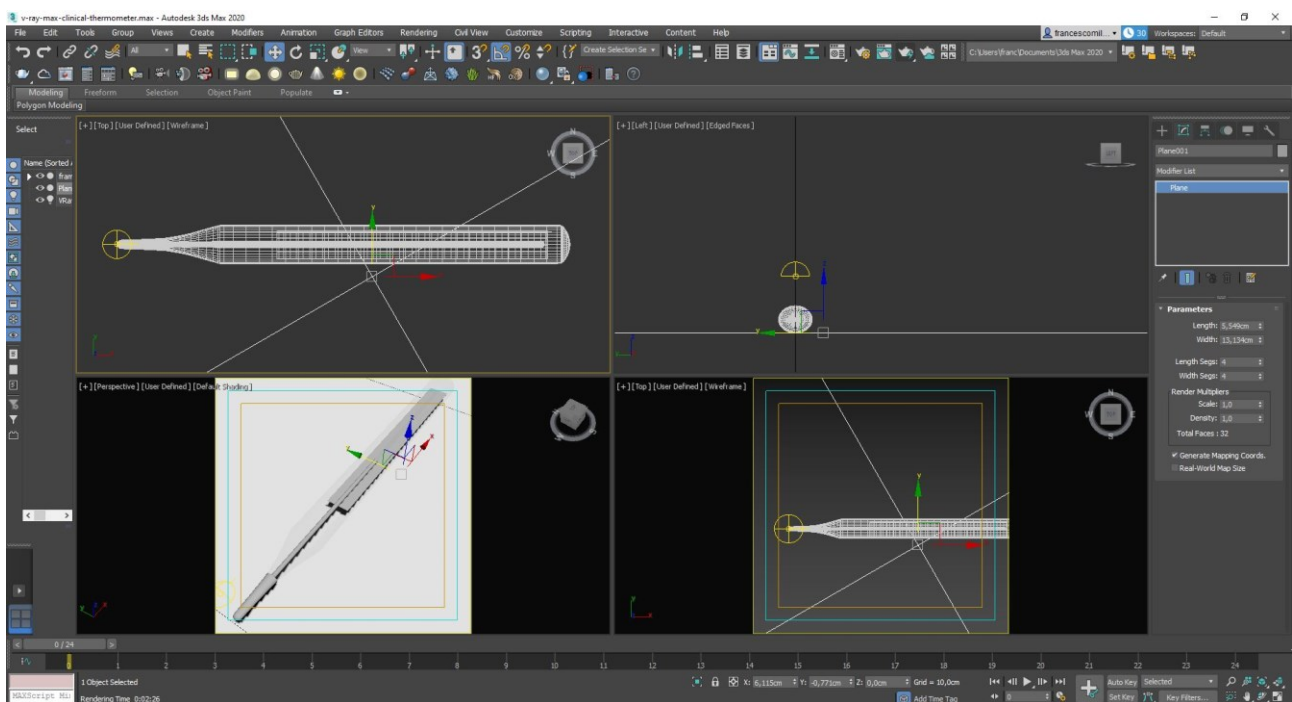 v-ray-max-clinical-thermometer.max - Autodesk 3ds Max 2020
File Edit Tools Group Views Create Modifiers Animation Graph Editors Rendering Civil View Customize Scripting Interactive Content Help
francescomil... 30 Workspaces: Default
All View Create Selection Se C:\Users\franc\Documents\3ds Max 2020
Modeling Freeform Selection Object Paint Populate
Polygon Modeling
Select
Name (Sorted
fram
Plan
VRa
[+] [Top] [User Defined] [Wireframe]
N
W
E
S
[+] [Left] [User Defined] [Edged Faces]
[+] [Perspective] [User Defined] [Default Shading]
[+] [Top] [User Defined] [Wireframe]
N
W
E
S
Plane001
Modifier List
Plane
Parameters
Length: 5,549cm
Width: 13,134cm
Length Segs: 4
Width Segs: 4
Render Multipliers
Scale: 1,0
Density: 1,0
Total Faces : 32
Generate Mapping Coords.
Real-World Map Size
0 / 24
0 1 2 3 4 5 6 7 8 9 10 11 12 13 14 15 16 17 18 19 20 21 22 23 24
1 Object Selected
X: 6,115cm Y: -0,771cm Z: 0,0cm Grid = 10,0cm
Auto Key Selected
MAXScript Mi
Rendering Time 0:02:26
Add Time Tag
0
Set Key Key Filters...